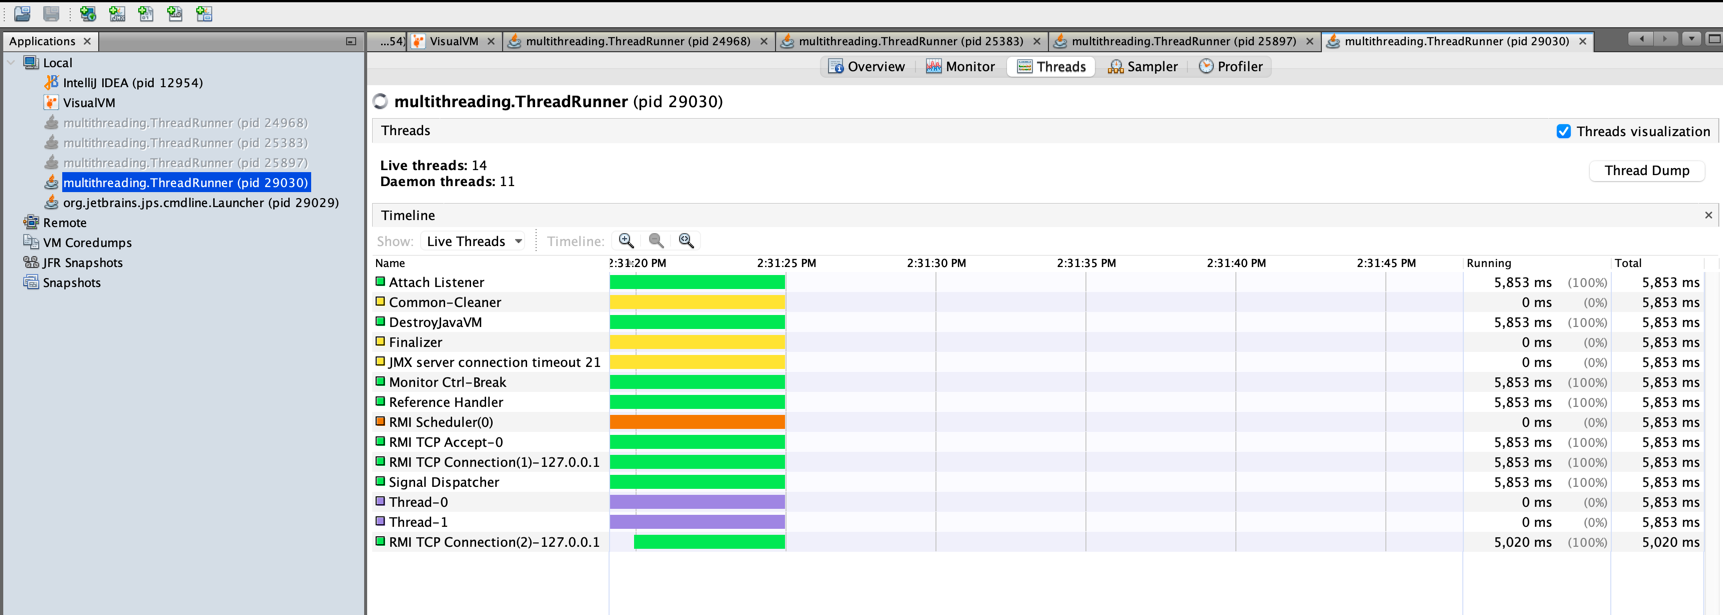 Applications
...54)
VisualVM
multithreading.ThreadRunner (pid 24968)
multithreading.ThreadRunner (pid 25383)
multithreading.ThreadRunner (pid 25897)
multithreading.ThreadRunner (pid 29030)
Local
IntelliJ IDEA (pid 12954)
VisualVM
multithreading.ThreadRunner (pid 24968)
multithreading.ThreadRunner (pid 25383)
multithreading.ThreadRunner (pid 25897)
multithreading.ThreadRunner (pid 29030)
org.jetbrains.jps.cmdline.Launcher (pid 29029)
Remote
VM Coredumps
JFR Snapshots
Snapshots
Overview Monitor Threads Sampler Profiler
multithreading.ThreadRunner (pid 29030)
Threads
Threads visualization
Live threads: 14
Daemon threads: 11
Thread Dump
Timeline
Show: Live Threads Timeline:
Name 2:31:20 PM 2:31:25 PM 2:31:30 PM 2:31:35 PM 2:31:40 PM 2:31:45 PM Running Total
Attach Listener 5,853 ms (100%) 5,853 ms
Common-Cleaner 0 ms (0%) 5,853 ms
DestroyJavaVM 5,853 ms (100%) 5,853 ms
Finalizer 0 ms (0%) 5,853 ms
JMX server connection timeout 21 0 ms (0%) 5,853 ms
Monitor Ctrl-Break 5,853 ms (100%) 5,853 ms
Reference Handler 5,853 ms (100%) 5,853 ms
RMI Scheduler(0) 0 ms (0%) 5,853 ms
RMI TCP Accept-0 5,853 ms (100%) 5,853 ms
RMI TCP Connection(1)-127.0.0.1 5,853 ms (100%) 5,853 ms
Signal Dispatcher 5,853 ms (100%) 5,853 ms
Thread-0 0 ms (0%) 5,853 ms
Thread-1 0 ms (0%) 5,853 ms
RMI TCP Connection(2)-127.0.0.1 5,020 ms (100%) 5,020 ms